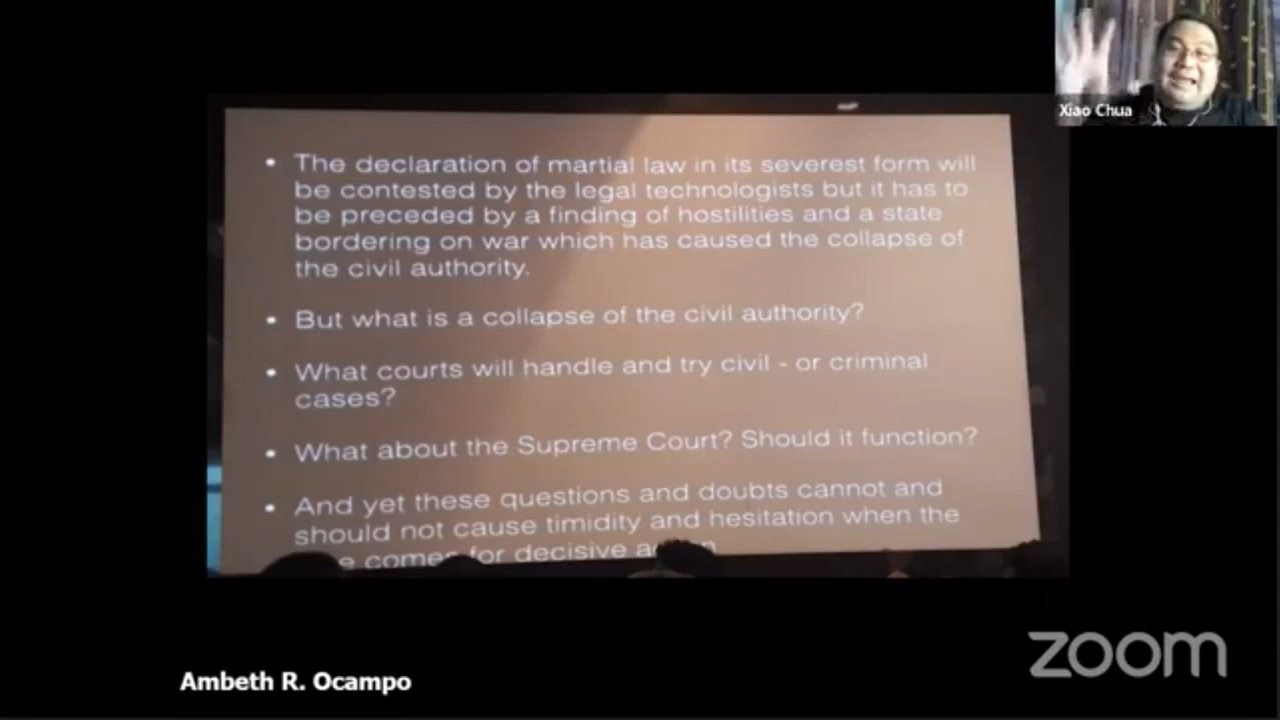 Xiao Chua
• The declaration of martial law in its severest form will
be contested by the legal technologists but it has to
be preceded by a finding of hostilities and a state
bordering on war which has caused the collapse of
the civil authority.
• But what is a collapse of the civil authority?
• What courts will handle and try civil - or criminal
cases?
• What about the Supreme Court? Should it function?
• And yet these questions and doubts cannot and
should not cause timidity and hesitation when the
comes for decisive
Ambeth R. Ocampo
zoom